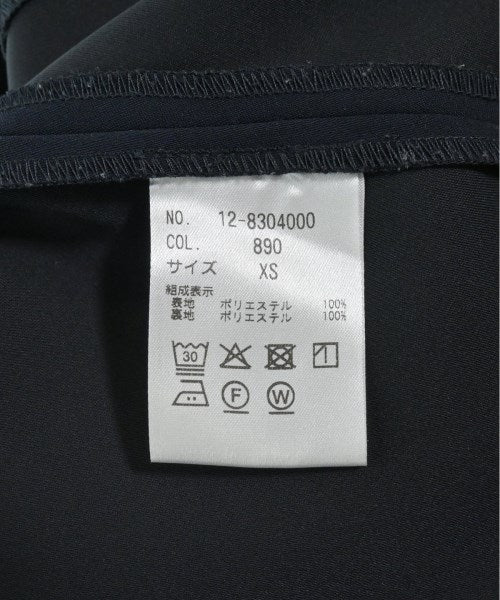 NO. 12-8304000
COL. 890
サイズ XS
組成表示
表地 ポリエステル 100%
裏地 ポリエステル 100%
30
F W